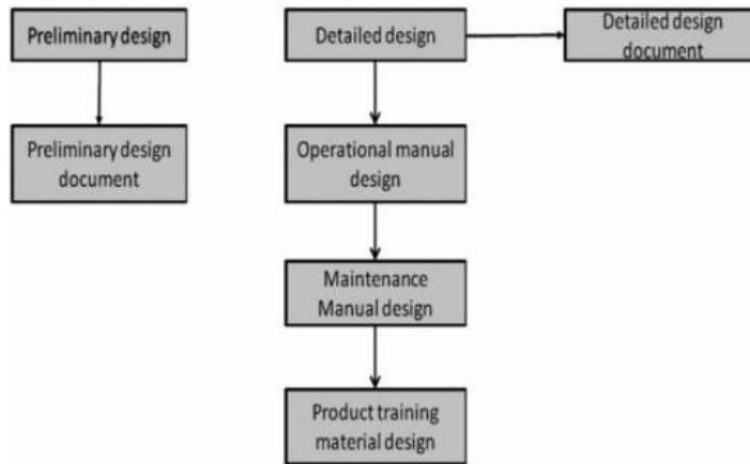 Preliminary design
Detailed design
Detailed design
document
Preliminary design
document
Operational manual
design
Maintenance
Manual design
Product training
material design